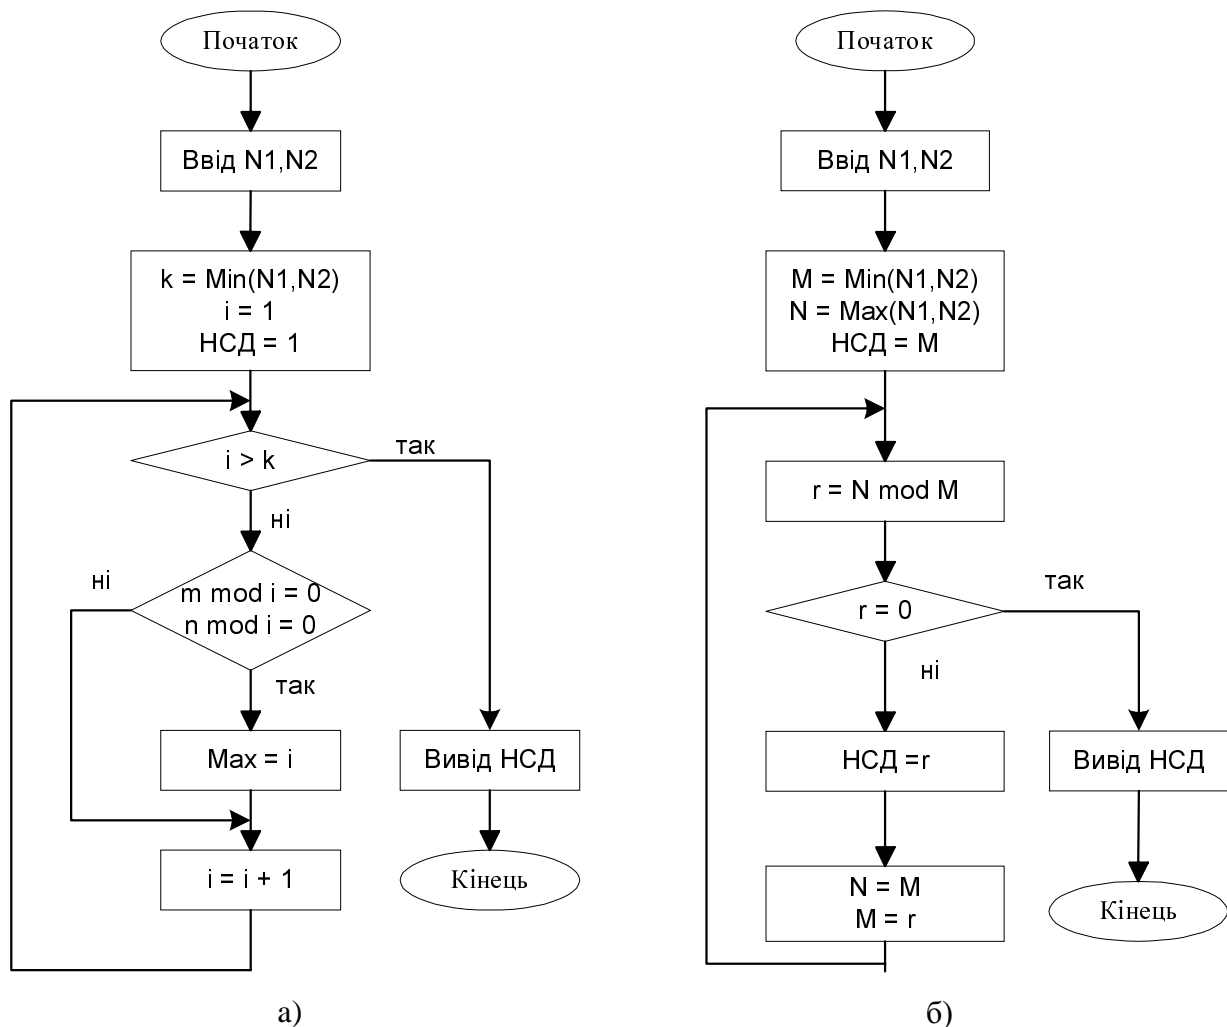 Початок
Ввід N1,N2
k = Min(N1,N2)
i = 1
НСД = 1
i > k
так
ні
ні
m mod i = 0
n mod i = 0
так
Max = i
Вивід НСД
i = i + 1
Кінець
а)
Початок
Ввід N1,N2
M = Min(N1,N2)
N = Max(N1,N2)
НСД = M
r = N mod M
так
r = 0
ні
НСД =r
Вивід НСД
N = M
M = r
Кінець
б)